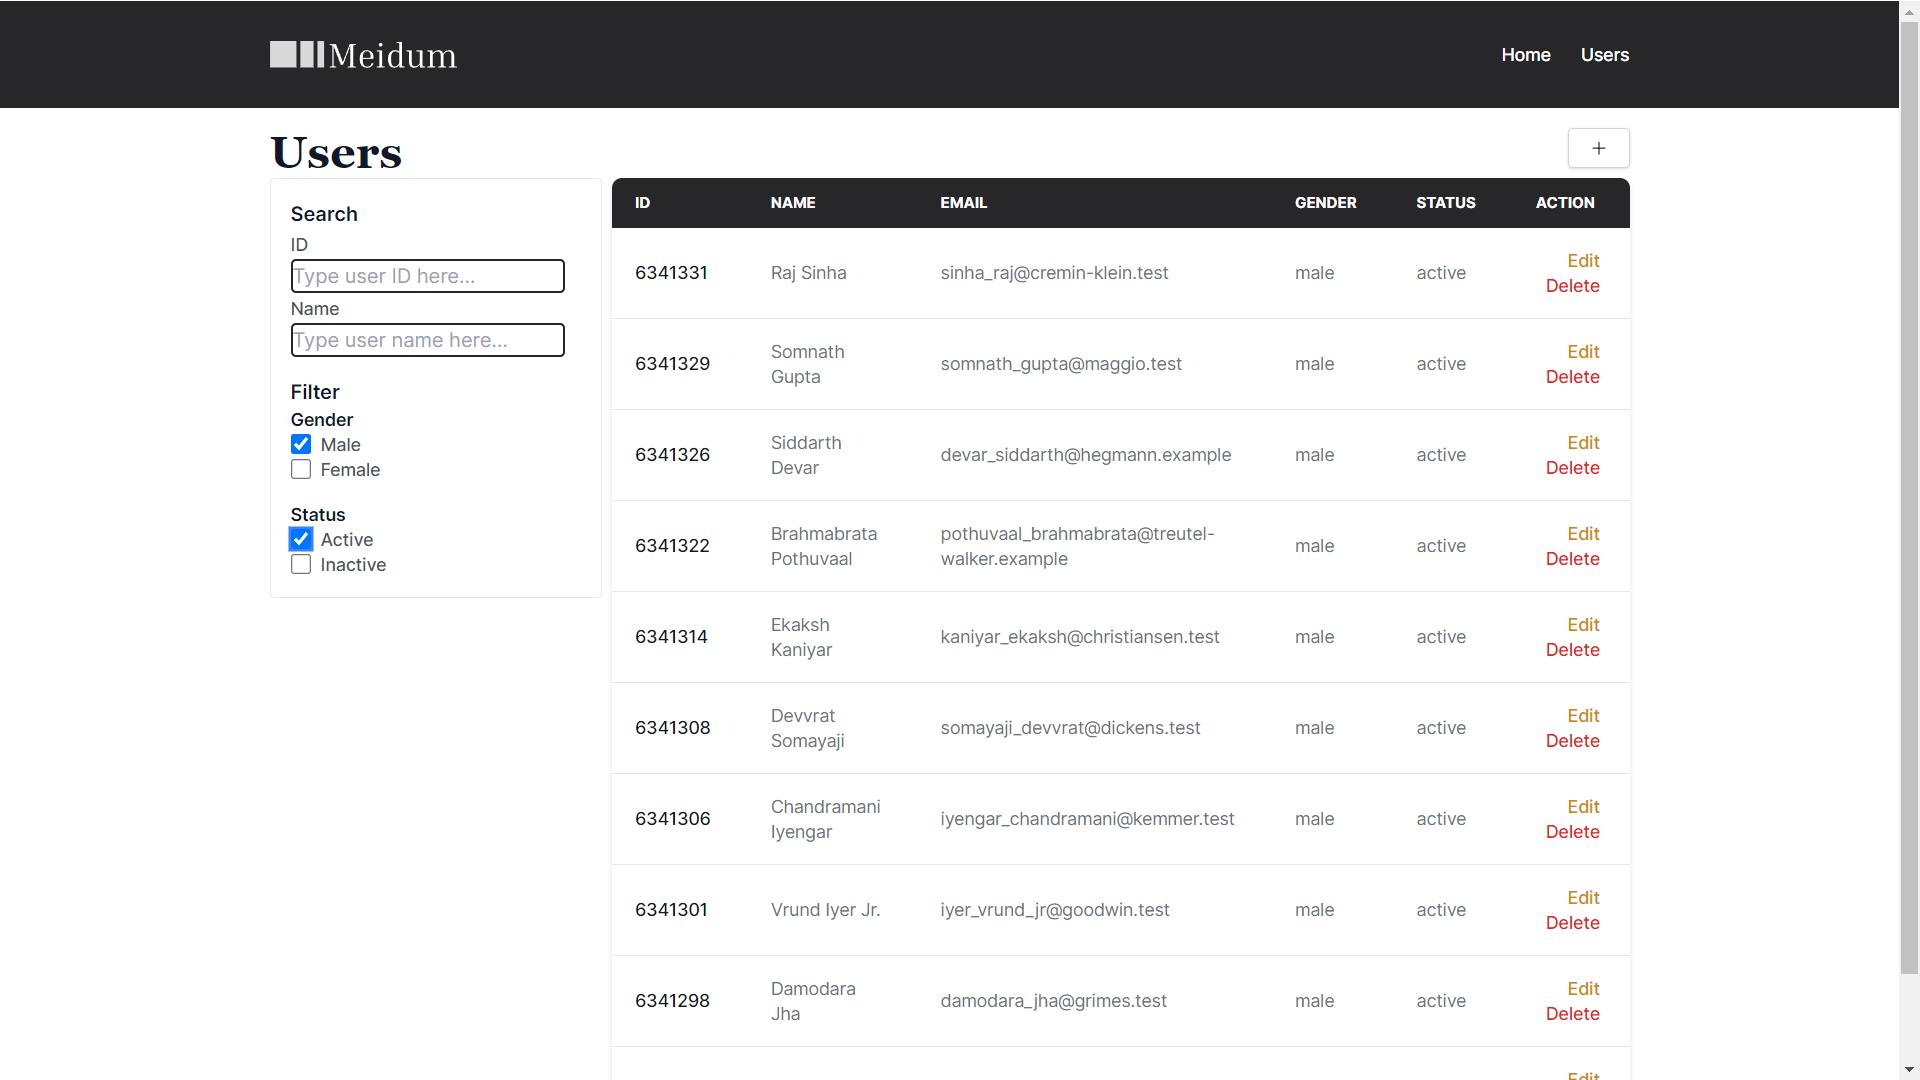 Meidum
Home Users
Users
+
Search
ID
Type user ID here...
Name
Type user name here...
Filter
Gender
Male
Female
Status
Active
Inactive
ID NAME EMAIL GENDER STATUS ACTION
6341331 Raj Sinha sinha_raj@cremin-klein.test male active Edit
Delete
6341329 Somnath Gupta somnath_gupta@maggio.test male active Edit
Delete
6341326 Siddarth Devar devar_siddarth@hegmann.example male active Edit
Delete
6341322 Brahmabrata Pothuvaal pothuvaal_brahmabrata@treutel-walker.example male active Edit
Delete
6341314 Ekaksh Kaniyar kaniyar_ekaksh@christiansen.test male active Edit
Delete
6341308 Devvrat Somayaji somayaji_devvrat@dickens.test male active Edit
Delete
6341306 Chandramani Iyengar iyengar_chandramani@kemmer.test male active Edit
Delete
6341301 Vrund Iyer Jr. iyer_vrund_jr@goodwin.test male active Edit
Delete
6341298 Damodara Jha damodara_jha@grimes.test male active Edit
Delete
Edit